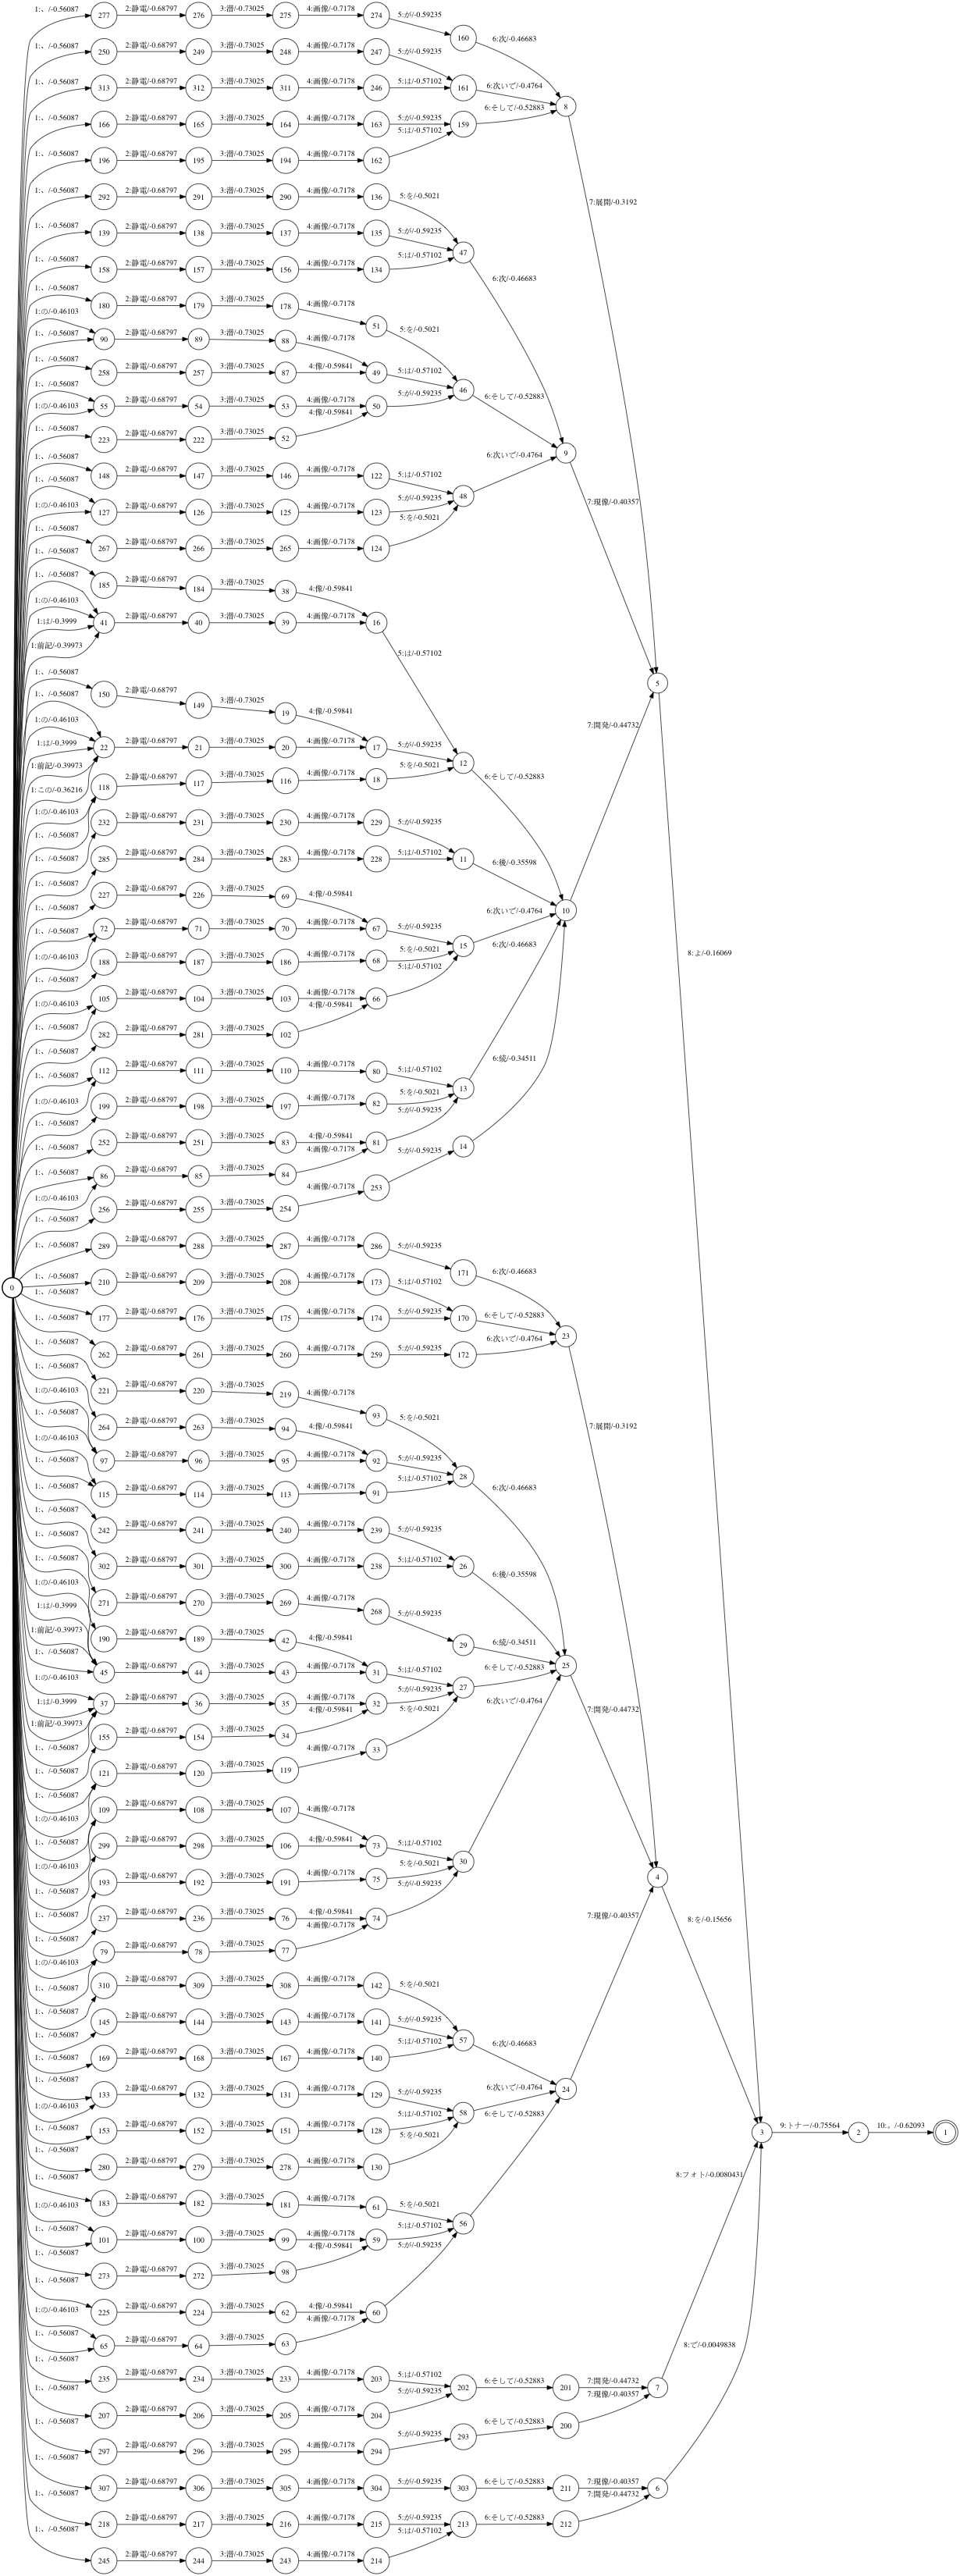 1:、/-0.56087 277 2:静電/-0.68797 276 3:潜/-0.73025 275 4:画像/-0.7178 274 5:が/-0.59235 160 6:次/-0.46683
1:、/-0.56087 250 2:静電/-0.68797 249 3:潜/-0.73025 248 4:画像/-0.7178 247 5:が/-0.59235
1:、/-0.56087 313 2:静電/-0.68797 312 3:潜/-0.73025 311 4:画像/-0.7178 246 5:は/-0.57102 161 6:次いで/-0.4764 8
1:、/-0.56087 166 2:静電/-0.68797 165 3:潜/-0.73025 164 4:画像/-0.7178 163 5:が/-0.59235 159 6:そして/-0.52883
1:、/-0.56087 196 2:静電/-0.68797 195 3:潜/-0.73025 194 4:画像/-0.7178 162 5:は/-0.57102
1:、/-0.56087 292 2:静電/-0.68797 291 3:潜/-0.73025 290 4:画像/-0.7178 136 5:を/-0.5021 7:展開/-0.3192
1:、/-0.56087 139 2:静電/-0.68797 138 3:潜/-0.73025 137 4:画像/-0.7178 135 5:が/-0.59235 47
1:、/-0.56087 158 2:静電/-0.68797 157 3:潜/-0.73025 156 4:画像/-0.7178 134 5:は/-0.57102 6:次/-0.46683
1:、/-0.56087 180 2:静電/-0.68797 179 3:潜/-0.73025 178 4:画像/-0.7178 51 5:を/-0.5021
1:の/-0.46103 1:、/-0.56087 90 2:静電/-0.68797 89 3:潜/-0.73025 88 4:画像/-0.7178
1:、/-0.56087 258 2:静電/-0.68797 257 3:潜/-0.73025 87 4:像/-0.59841 49 5:は/-0.57102 46 6:そして/-0.52883
1:、/-0.56087 1:の/-0.46103 55 2:静電/-0.68797 54 3:潜/-0.73025 53 4:画像/-0.7178 50 5:が/-0.59235
1:、/-0.56087 223 2:静電/-0.68797 222 3:潜/-0.73025 52 4:像/-0.59841 9
1:、/-0.56087 148 2:静電/-0.68797 147 3:潜/-0.73025 146 4:画像/-0.7178 122 5:は/-0.57102 48 6:次いで/-0.4764
1:、/-0.56087 1:の/-0.46103 127 2:静電/-0.68797 126 3:潜/-0.73025 125 4:画像/-0.7178 123 5:が/-0.59235 7:現像/-0.40357
1:、/-0.56087 267 2:静電/-0.68797 266 3:潜/-0.73025 265 4:画像/-0.7178 124 5:を/-0.5021
1:、/-0.56087 185 2:静電/-0.68797 184 3:潜/-0.73025 38 4:像/-0.59841
1:、/-0.56087 1:の/-0.46103 1:は/-0.3999 1:前記/-0.39973 41 2:静電/-0.68797 40 3:潜/-0.73025 39 4:画像/-0.7178 16 5:は/-0.57102
1:、/-0.56087 150 2:静電/-0.68797 149 3:潜/-0.73025 19 4:像/-0.59841 5
1:、/-0.56087 1:の/-0.46103 1:は/-0.3999 1:前記/-0.39973 1:この/-0.36216 22 2:静電/-0.68797 21 3:潜/-0.73025 20 4:画像/-0.7178 17 5:が/-0.59235 12 6:そして/-0.52883 7:開発/-0.44732
1:の/-0.46103 1:、/-0.56087 118 2:静電/-0.68797 117 3:潜/-0.73025 116 4:画像/-0.7178 18 5:を/-0.5021
1:、/-0.56087 232 2:静電/-0.68797 231 3:潜/-0.73025 230 4:画像/-0.7178 229 5:が/-0.59235
1:、/-0.56087 285 2:静電/-0.68797 284 3:潜/-0.73025 283 4:画像/-0.7178 228 5:は/-0.57102 11 6:後/-0.35598
1:、/-0.56087 227 2:静電/-0.68797 226 3:潜/-0.73025 69 4:像/-0.59841 10
1:、/-0.56087 1:の/-0.46103 72 2:静電/-0.68797 71 3:潜/-0.73025 70 4:画像/-0.7178 67 5:が/-0.59235 15 6:次いで/-0.4764
1:、/-0.56087 188 2:静電/-0.68797 187 3:潜/-0.73025 186 4:画像/-0.7178 68 5:を/-0.5021 6:次/-0.46683 8:よ/-0.16069
1:の/-0.46103 1:、/-0.56087 105 2:静電/-0.68797 104 3:潜/-0.73025 103 4:画像/-0.7178 66 5:は/-0.57102
1:、/-0.56087 282 2:静電/-0.68797 281 3:潜/-0.73025 102 4:像/-0.59841
1:、/-0.56087 1:の/-0.46103 112 2:静電/-0.68797 111 3:潜/-0.73025 110 4:画像/-0.7178 80 5:は/-0.57102 13
1:、/-0.56087 199 2:静電/-0.68797 198 3:潜/-0.73025 197 4:画像/-0.7178 82 5:を/-0.5021 6:続/-0.34511
1:、/-0.56087 252 2:静電/-0.68797 251 3:潜/-0.73025 83 4:像/-0.59841 81 5:が/-0.59235 14
1:、/-0.56087 1:の/-0.46103 86 2:静電/-0.68797 85 3:潜/-0.73025 84 4:画像/-0.7178
1:、/-0.56087 256 2:静電/-0.68797 255 3:潜/-0.73025 254 4:画像/-0.7178 253 5:が/-0.59235
1:、/-0.56087 289 2:静電/-0.68797 288 3:潜/-0.73025 287 4:画像/-0.7178 286 5:が/-0.59235 171 6:次/-0.46683
0 1:、/-0.56087 210 2:静電/-0.68797 209 3:潜/-0.73025 208 4:画像/-0.7178 173 5:は/-0.57102
1:、/-0.56087 177 2:静電/-0.68797 176 3:潜/-0.73025 175 4:画像/-0.7178 174 5:が/-0.59235 170 6:そして/-0.52883 23
1:、/-0.56087 262 2:静電/-0.68797 261 3:潜/-0.73025 260 4:画像/-0.7178 259 5:が/-0.59235 172 6:次いで/-0.4764
1:、/-0.56087 221 2:静電/-0.68797 220 3:潜/-0.73025 219 4:画像/-0.7178 93 5:を/-0.5021 7:展開/-0.3192
1:、/-0.56087 264 2:静電/-0.68797 263 3:潜/-0.73025 94 4:像/-0.59841
1:の/-0.46103 1:、/-0.56087 97 2:静電/-0.68797 96 3:潜/-0.73025 95 4:画像/-0.7178 92 5:が/-0.59235 28 6:次/-0.46683
1:の/-0.46103 1:、/-0.56087 115 2:静電/-0.68797 114 3:潜/-0.73025 113 4:画像/-0.7178 91 5:は/-0.57102
1:、/-0.56087 242 2:静電/-0.68797 241 3:潜/-0.73025 240 4:画像/-0.7178 239 5:が/-0.59235
1:、/-0.56087 302 2:静電/-0.68797 301 3:潜/-0.73025 300 4:画像/-0.7178 238 5:は/-0.57102 26 6:後/-0.35598
1:、/-0.56087 271 2:静電/-0.68797 270 3:潜/-0.73025 269 4:画像/-0.7178 268 5:が/-0.59235 29 6:続/-0.34511
1:、/-0.56087 190 2:静電/-0.68797 189 3:潜/-0.73025 42 4:像/-0.59841 25
1:の/-0.46103 1:は/-0.3999 1:前記/-0.39973 1:、/-0.56087 45 2:静電/-0.68797 44 3:潜/-0.73025 43 4:画像/-0.7178 31 5:は/-0.57102 27 6:そして/-0.52883
1:の/-0.46103 1:は/-0.3999 1:前記/-0.39973 1:、/-0.56087 37 2:静電/-0.68797 36 3:潜/-0.73025 35 4:画像/-0.7178 32 5:が/-0.59235 6:次いで/-0.4764 7:開発/-0.44732
1:、/-0.56087 155 2:静電/-0.68797 154 3:潜/-0.73025 34 4:像/-0.59841 33 5:を/-0.5021
1:、/-0.56087 1:の/-0.46103 121 2:静電/-0.68797 120 3:潜/-0.73025 119 4:画像/-0.7178
1:、/-0.56087 1:の/-0.46103 109 2:静電/-0.68797 108 3:潜/-0.73025 107 4:画像/-0.7178
1:、/-0.56087 299 2:静電/-0.68797 298 3:潜/-0.73025 106 4:像/-0.59841 73 5:は/-0.57102 30
1:、/-0.56087 193 2:静電/-0.68797 192 3:潜/-0.73025 191 4:画像/-0.7178 75 5:を/-0.5021 4
1:、/-0.56087 237 2:静電/-0.68797 236 3:潜/-0.73025 76 4:像/-0.59841 74 5:が/-0.59235 7:現像/-0.40357 8:を/-0.15656
1:の/-0.46103 1:、/-0.56087 79 2:静電/-0.68797 78 3:潜/-0.73025 77 4:画像/-0.7178
1:、/-0.56087 310 2:静電/-0.68797 309 3:潜/-0.73025 308 4:画像/-0.7178 142 5:を/-0.5021
1:、/-0.56087 145 2:静電/-0.68797 144 3:潜/-0.73025 143 4:画像/-0.7178 141 5:が/-0.59235 57 6:次/-0.46683
1:、/-0.56087 169 2:静電/-0.68797 168 3:潜/-0.73025 167 4:画像/-0.7178 140 5:は/-0.57102
1:、/-0.56087 1:の/-0.46103 133 2:静電/-0.68797 132 3:潜/-0.73025 131 4:画像/-0.7178 129 5:が/-0.59235 58 6:次いで/-0.4764 24
1:、/-0.56087 153 2:静電/-0.68797 152 3:潜/-0.73025 151 4:画像/-0.7178 128 5:は/-0.57102 6:そして/-0.52883 3 9:トナー/-0.75564 2 10:。/-0.62093 1
1:、/-0.56087 280 2:静電/-0.68797 279 3:潜/-0.73025 278 4:画像/-0.7178 130 5:を/-0.5021 8:フォト/-0.0080431
1:、/-0.56087 183 2:静電/-0.68797 182 3:潜/-0.73025 181 4:画像/-0.7178 61 5:を/-0.5021 56
1:の/-0.46103 1:、/-0.56087 101 2:静電/-0.68797 100 3:潜/-0.73025 99 4:画像/-0.7178 59 5:は/-0.57102
1:、/-0.56087 273 2:静電/-0.68797 272 3:潜/-0.73025 98 4:像/-0.59841 5:が/-0.59235
1:、/-0.56087 225 2:静電/-0.68797 224 3:潜/-0.73025 62 4:像/-0.59841 60
1:の/-0.46103 1:、/-0.56087 65 2:静電/-0.68797 64 3:潜/-0.73025 63 4:画像/-0.7178 8:で/-0.0049838
1:、/-0.56087 235 2:静電/-0.68797 234 3:潜/-0.73025 233 4:画像/-0.7178 203 5:は/-0.57102 202 6:そして/-0.52883 201 7:開発/-0.44732 7
1:、/-0.56087 207 2:静電/-0.68797 206 3:潜/-0.73025 205 4:画像/-0.7178 204 5:が/-0.59235 200 7:現像/-0.40357
1:、/-0.56087 297 2:静電/-0.68797 296 3:潜/-0.73025 295 4:画像/-0.7178 294 5:が/-0.59235 293 6:そして/-0.52883
1:、/-0.56087 307 2:静電/-0.68797 306 3:潜/-0.73025 305 4:画像/-0.7178 304 5:が/-0.59235 303 6:そして/-0.52883 211 7:現像/-0.40357 6
1:、/-0.56087 218 2:静電/-0.68797 217 3:潜/-0.73025 216 4:画像/-0.7178 215 5:が/-0.59235 213 6:そして/-0.52883 212 7:開発/-0.44732
1:、/-0.56087 245 2:静電/-0.68797 244 3:潜/-0.73025 243 4:画像/-0.7178 214 5:は/-0.57102